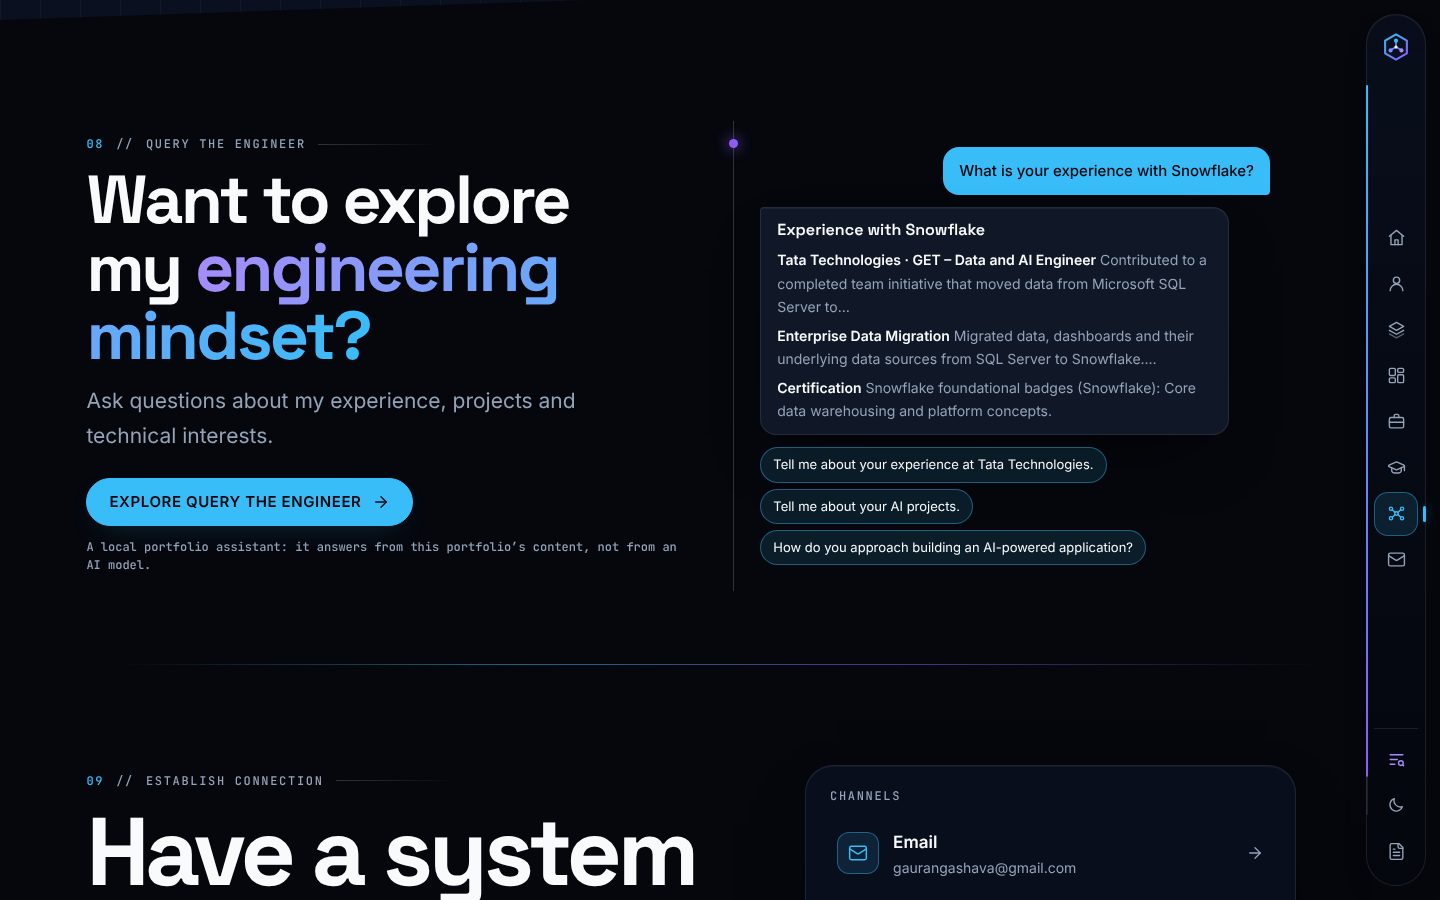 08 // QUERY THE ENGINEER
Want to explore
my engineering
mindset?
Ask questions about my experience, projects and
technical interests.
EXPLORE QUERY THE ENGINEER →
A local portfolio assistant: it answers from this portfolio’s content, not from an
AI model.
What is your experience with Snowflake?
Experience with Snowflake
Tata Technologies · GET – Data and AI Engineer Contributed to a
completed team initiative that moved data from Microsoft SQL
Server to…
Enterprise Data Migration Migrated data, dashboards and their
underlying data sources from SQL Server to Snowflake.…
Certification Snowflake foundational badges (Snowflake): Core
data warehousing and platform concepts.
Tell me about your experience at Tata Technologies.
Tell me about your AI projects.
How do you approach building an AI-powered application?
09 // ESTABLISH CONNECTION
Have a system
CHANNELS
Email
gaurangashava@gmail.com